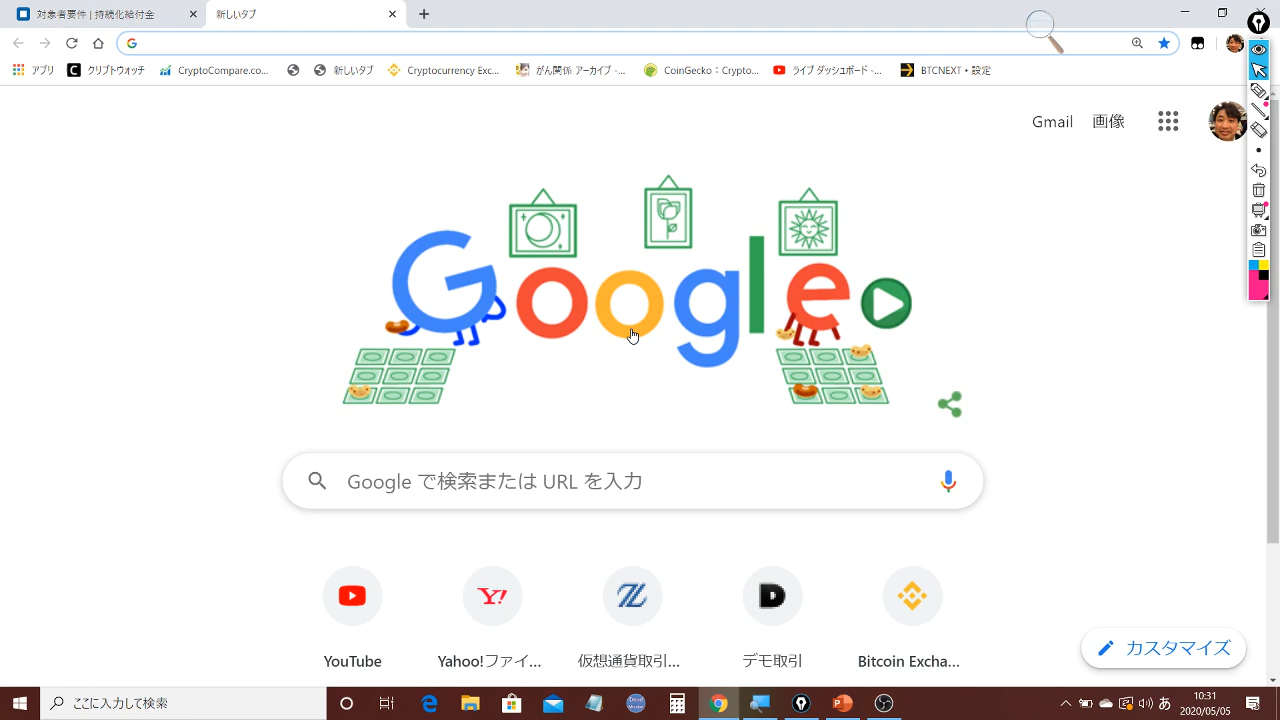 対象者要件 | 持続化給付金
新しいタブ
アプリ
クリプトウォッチ
CryptoCompare.co...
新しいタブ
Cryptocurrency Exc...
がん関係 アーカイブ - ...
CoinGecko：Crypto...
ライブ ダッシュボード - ...
BTCNEXT • 設定
Gmail
画像
Google
Google で検索または URL を入力
YouTube
Yahoo!ファイ...
仮想通貨取引...
デモ取引
Bitcoin Excha...
カスタマイズ
ここに入力して検索
あ
10:31
2020/05/05